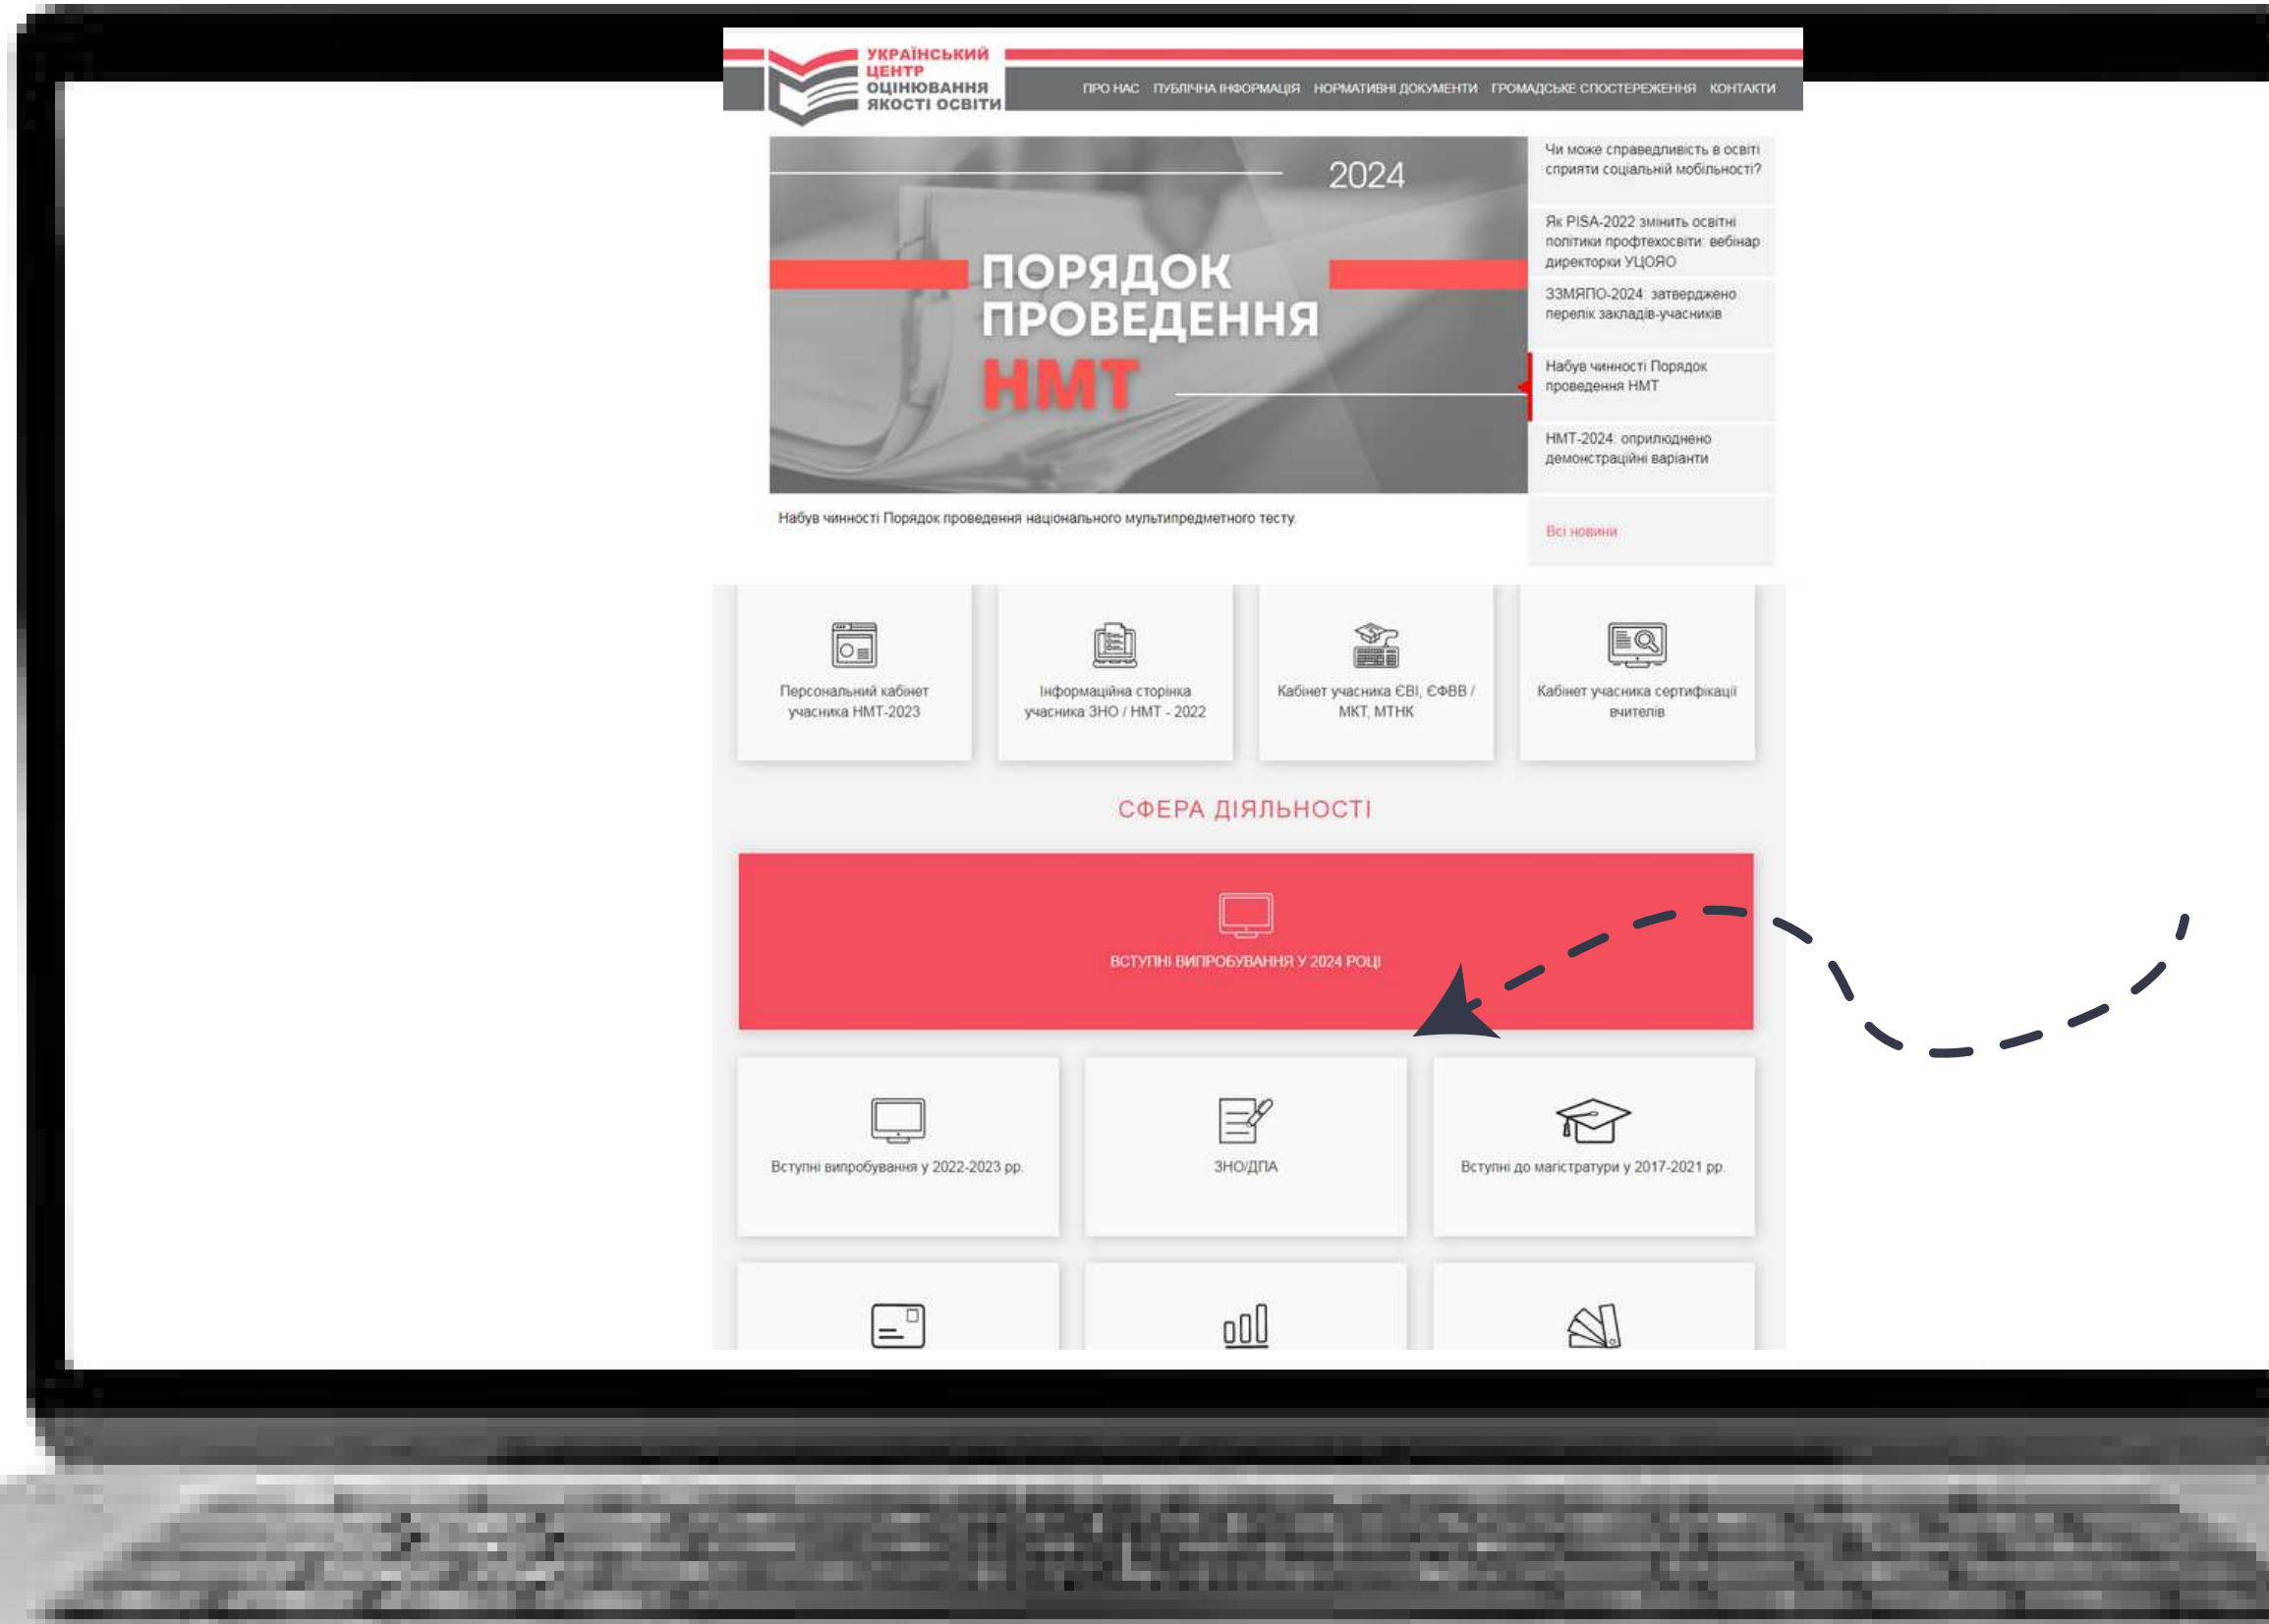 УКРАЇНСЬКИЙ
ЦЕНТР
ОЦІНЮВАННЯ
ЯКОСТІ ОСВІТИ
ПРО НАС ПУБЛІЧНА ІНФОРМАЦІЯ НОРМАТИВНІ ДОКУМЕНТИ ГРОМАДСЬКЕ СПОСТЕРЕЖЕННЯ КОНТАКТИ
2024
ПОРЯДОК
ПРОВЕДЕННЯ
НМТ
Набув чинності Порядок проведення національного мультипредметного тесту.
Чи може справедливість в освіті
сприяти соціальній мобільності?
Як PISA-2022 змінить освітні
політики профтехосвіти: вебінар
директорки УЦОЯО
ЗЗМЯПО-2024: затверджено
перелік закладів-учасників
Набув чинності Порядок
проведення НМТ
НМТ-2024: оприлюднено
демонстраційні варіанти
Всі новини
Персональний кабінет
учасника НМТ-2023
Інформаційна сторінка
учасника ЗНО / НМТ - 2022
Кабінет учасника ЄВІ, ЄФВВ /
МКТ, МТНК
Кабінет учасника сертифікації
вчителів
СФЕРА ДІЯЛЬНОСТІ
ВСТУПНІ ВИПРОБУВАННЯ У 2024 РОЦІ
Вступні випробування у 2022-2023 рр.
ЗНО/ДПА
Вступні до магістратури у 2017-2021 рр.